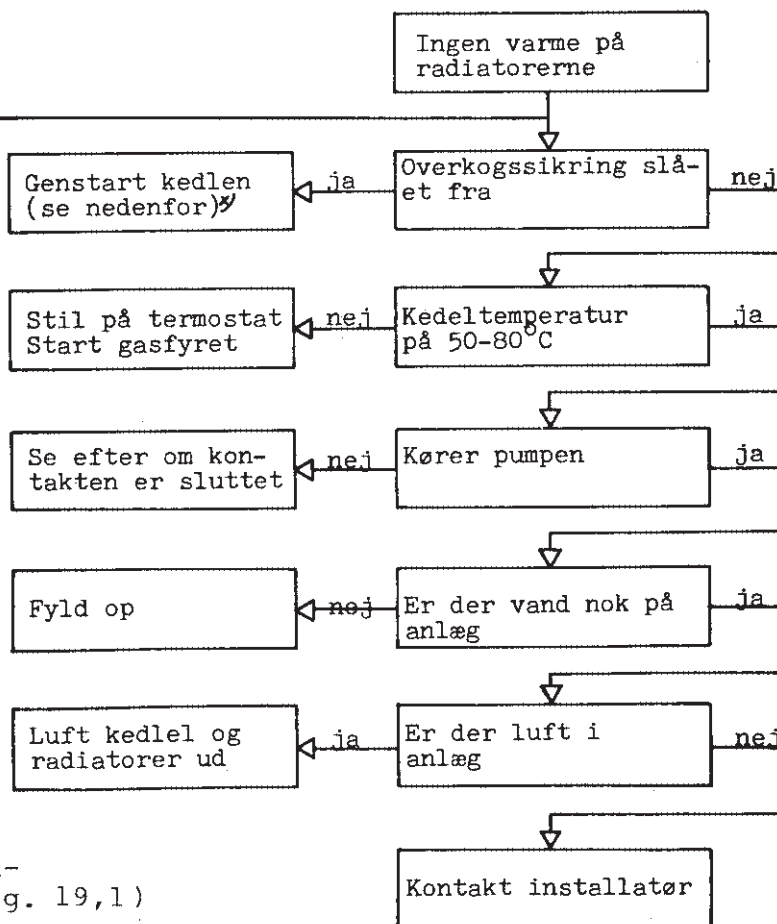 Ingen varme på
radiatorerne
Genstart kedlen
(se nedenfor)x)
ja
Overkogssikring slå-
et fra
nej
Stil på termostat
Start gasfyret
nej
Kedeltemperatur
på 50-80°C
ja
Se efter om kon-
takten er sluttet
nej
Kører pumpen
ja
Fyld op
nej
Er der vand nok på
anlæg
ja
Luft kedlel og
radiatorer ud
ja
Er der luft i
anlæg
nej
Kontakt installatør
g. 19,1)